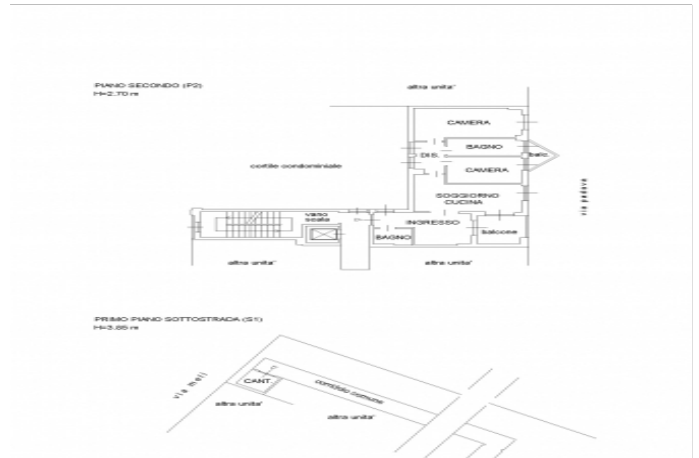 PIANO SECONDO (P2)
H=2.70 m
altra unita'
CAMERA
BAGNO
DIS.
balc.
cortile condominiale
CAMERA
via padova
SOGGIORNO
CUCINA
vano
scala
INGRESSO
BAGNO
balcone
altra unita'
altra unita'
PRIMO PIANO SOTTOSTRADA (S1)
H=3.85 m
via meli
CANT.
corridoio comune
altra unita'
altra unita'